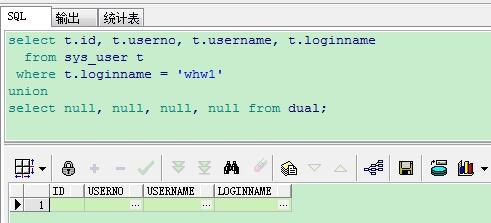 SQL 输出 统计表
select t.id, t.userno, t.username, t.loginname
from sys_user t
where t.loginname = 'whw1'
union
select null, null, null, null from dual;
ID USERNO USERNAME LOGINNAME
1 ... ... ...